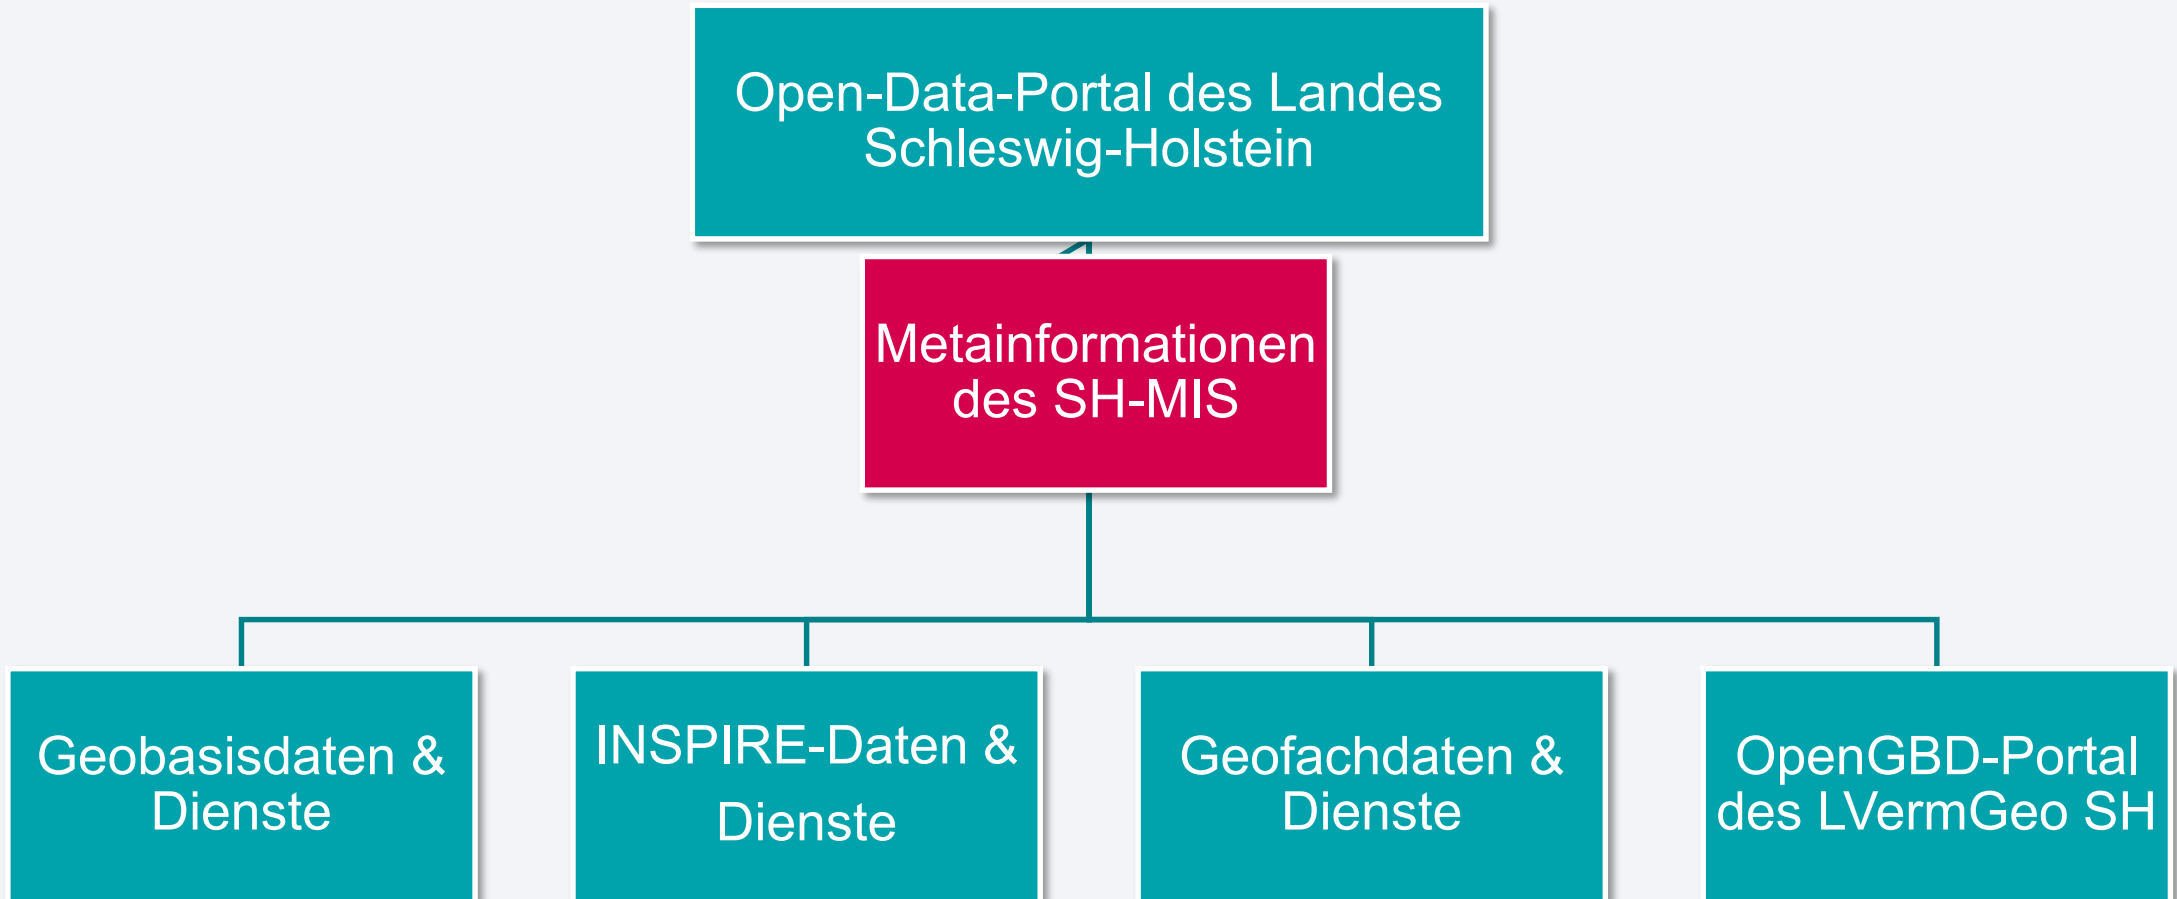 Open-Data-Portal des Landes
Schleswig-Holstein
Metainformationen
des SH-MIS
Geobasisdaten &
Dienste
INSPIRE-Daten &
Dienste
Geofachdaten &
Dienste
OpenGBD-Portal
des LVermGeo SH